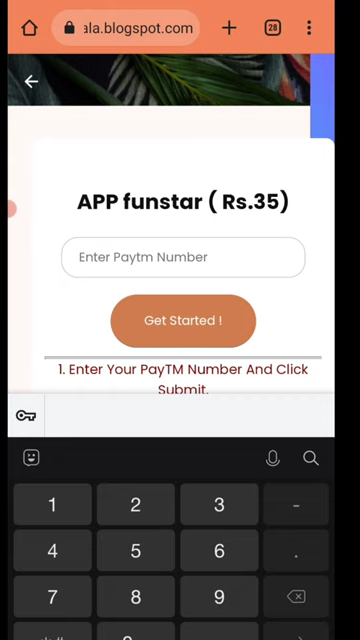 ala.blogspot.com
28
APP funstar ( Rs.35)
Enter Paytm Number
Get Started !
1. Enter Your PayTM Number And Click
Submit.
1 2 3 -
4 5 6 .
7 8 9